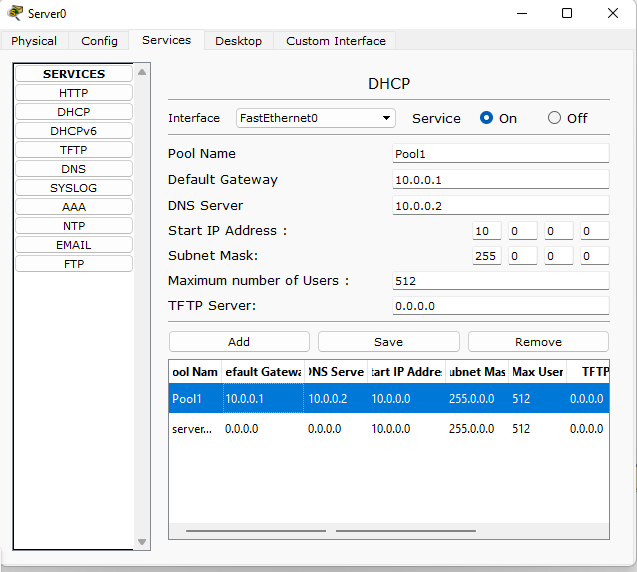 Server0
Physical Config Services Desktop Custom Interface
SERVICES
HTTP
DHCP
DHCPv6
TFTP
DNS
SYSLOG
AAA
NTP
EMAIL
FTP
DHCP
Interface FastEthernet0 Service On Off
Pool Name Pool1
Default Gateway 10.0.0.1
DNS Server 10.0.0.2
Start IP Address : 10 0 0 0
Subnet Mask: 255 0 0 0
Maximum number of Users : 512
TFTP Server: 0.0.0.0
Add Save Remove
ool Nam efault Gatewa DNS Serve tart IP Addre ubnet Mas Max User TFTP
Pool1 10.0.0.1 10.0.0.2 10.0.0.0 255.0.0.0 512 0.0.0.0
server... 0.0.0.0 0.0.0.0 10.0.0.0 255.0.0.0 512 0.0.0.0